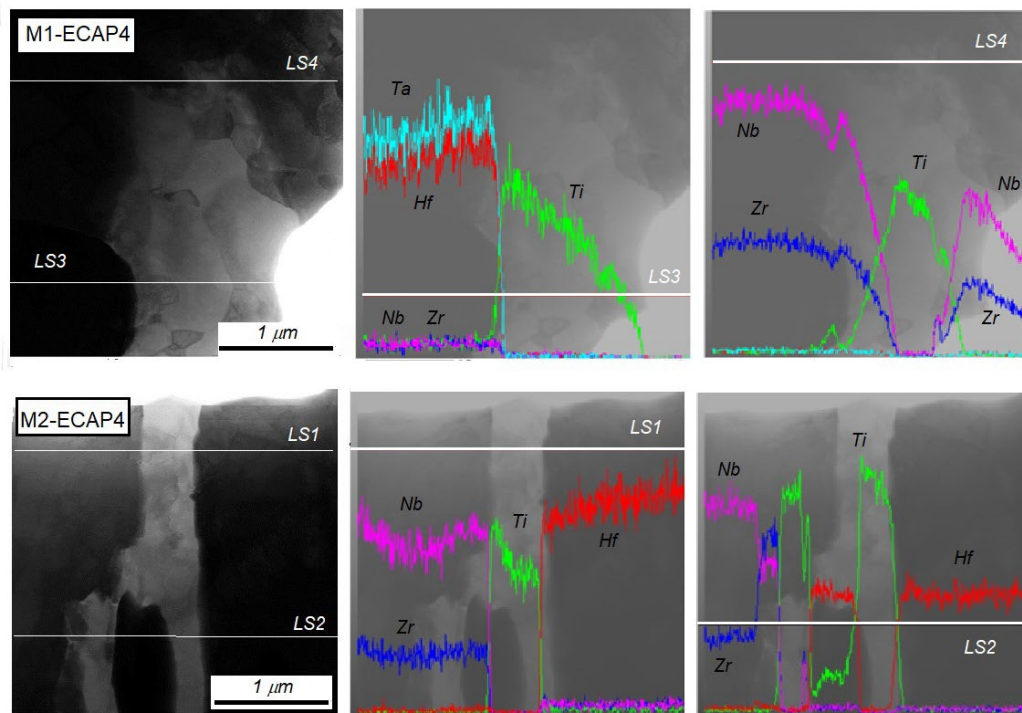 M1-ECAP4
LS4
LS3
1 µm
Ta
Hf
Ti
LS3
Nb Zr
LS4
Nb
Ti
Nb
Zr
Zr
M2-ECAP4
LS1
LS2
1 µm
LS1
Nb
Ti
Hf
Zr
Ti
Nb
Hf
LS2
Zr